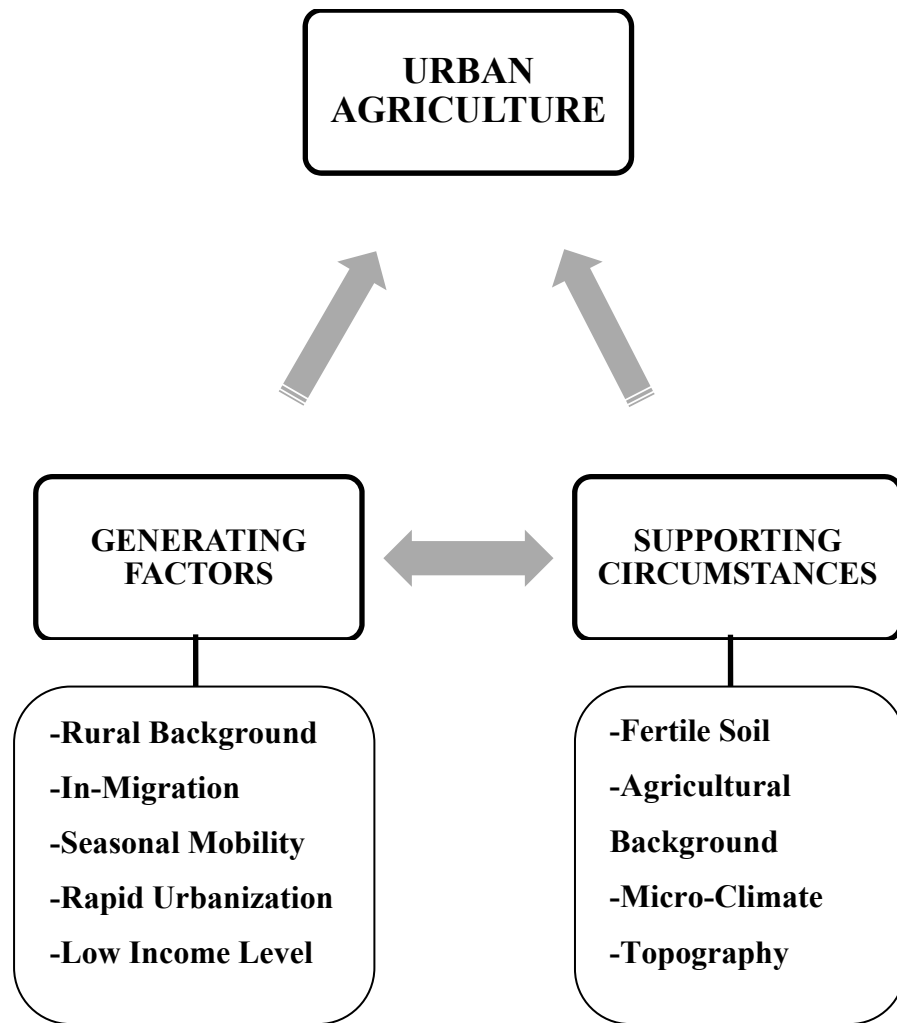 URBAN
AGRICULTURE
GENERATING
FACTORS
SUPPORTING
CIRCUMSTANCES
-Rural Background
-In-Migration
-Seasonal Mobility
-Rapid Urbanization
-Low Income Level
-Fertile Soil
-Agricultural
Background
-Micro-Climate
-Topography